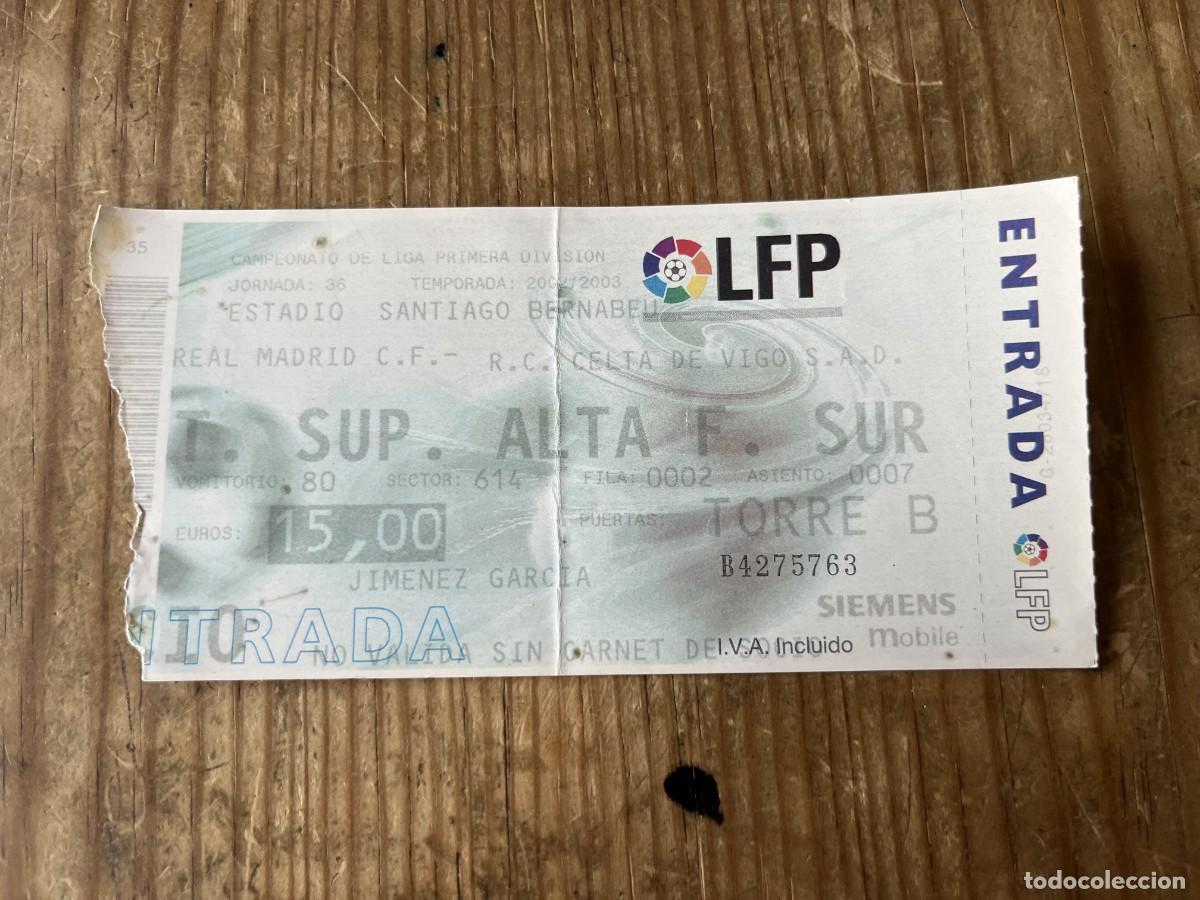 35
CAMPEONATO DE LIGA PRIMERA DIVISION
JORNADA: 36 TEMPORADA: 2002/2003
ESTADIO SANTIAGO BERNABEU
LFP
REAL MADRID C.F.- R.C. CELTA DE VIGO S.A.D.
T. SUP. ALTA F. SUR
VOMITORIO: 80 SECTOR: 614 FILA: 0002 ASIENTO: 0007
EUROS: 15,00 PUERTAS: TORRE B
JIMENEZ GARCIA B4275763
SIEMENS
mobile
NTRADA
NO VALIDA SIN CARNET DE SOCIO
I.V.A. Incluido
ENTRADA
LFP
todocoleccion